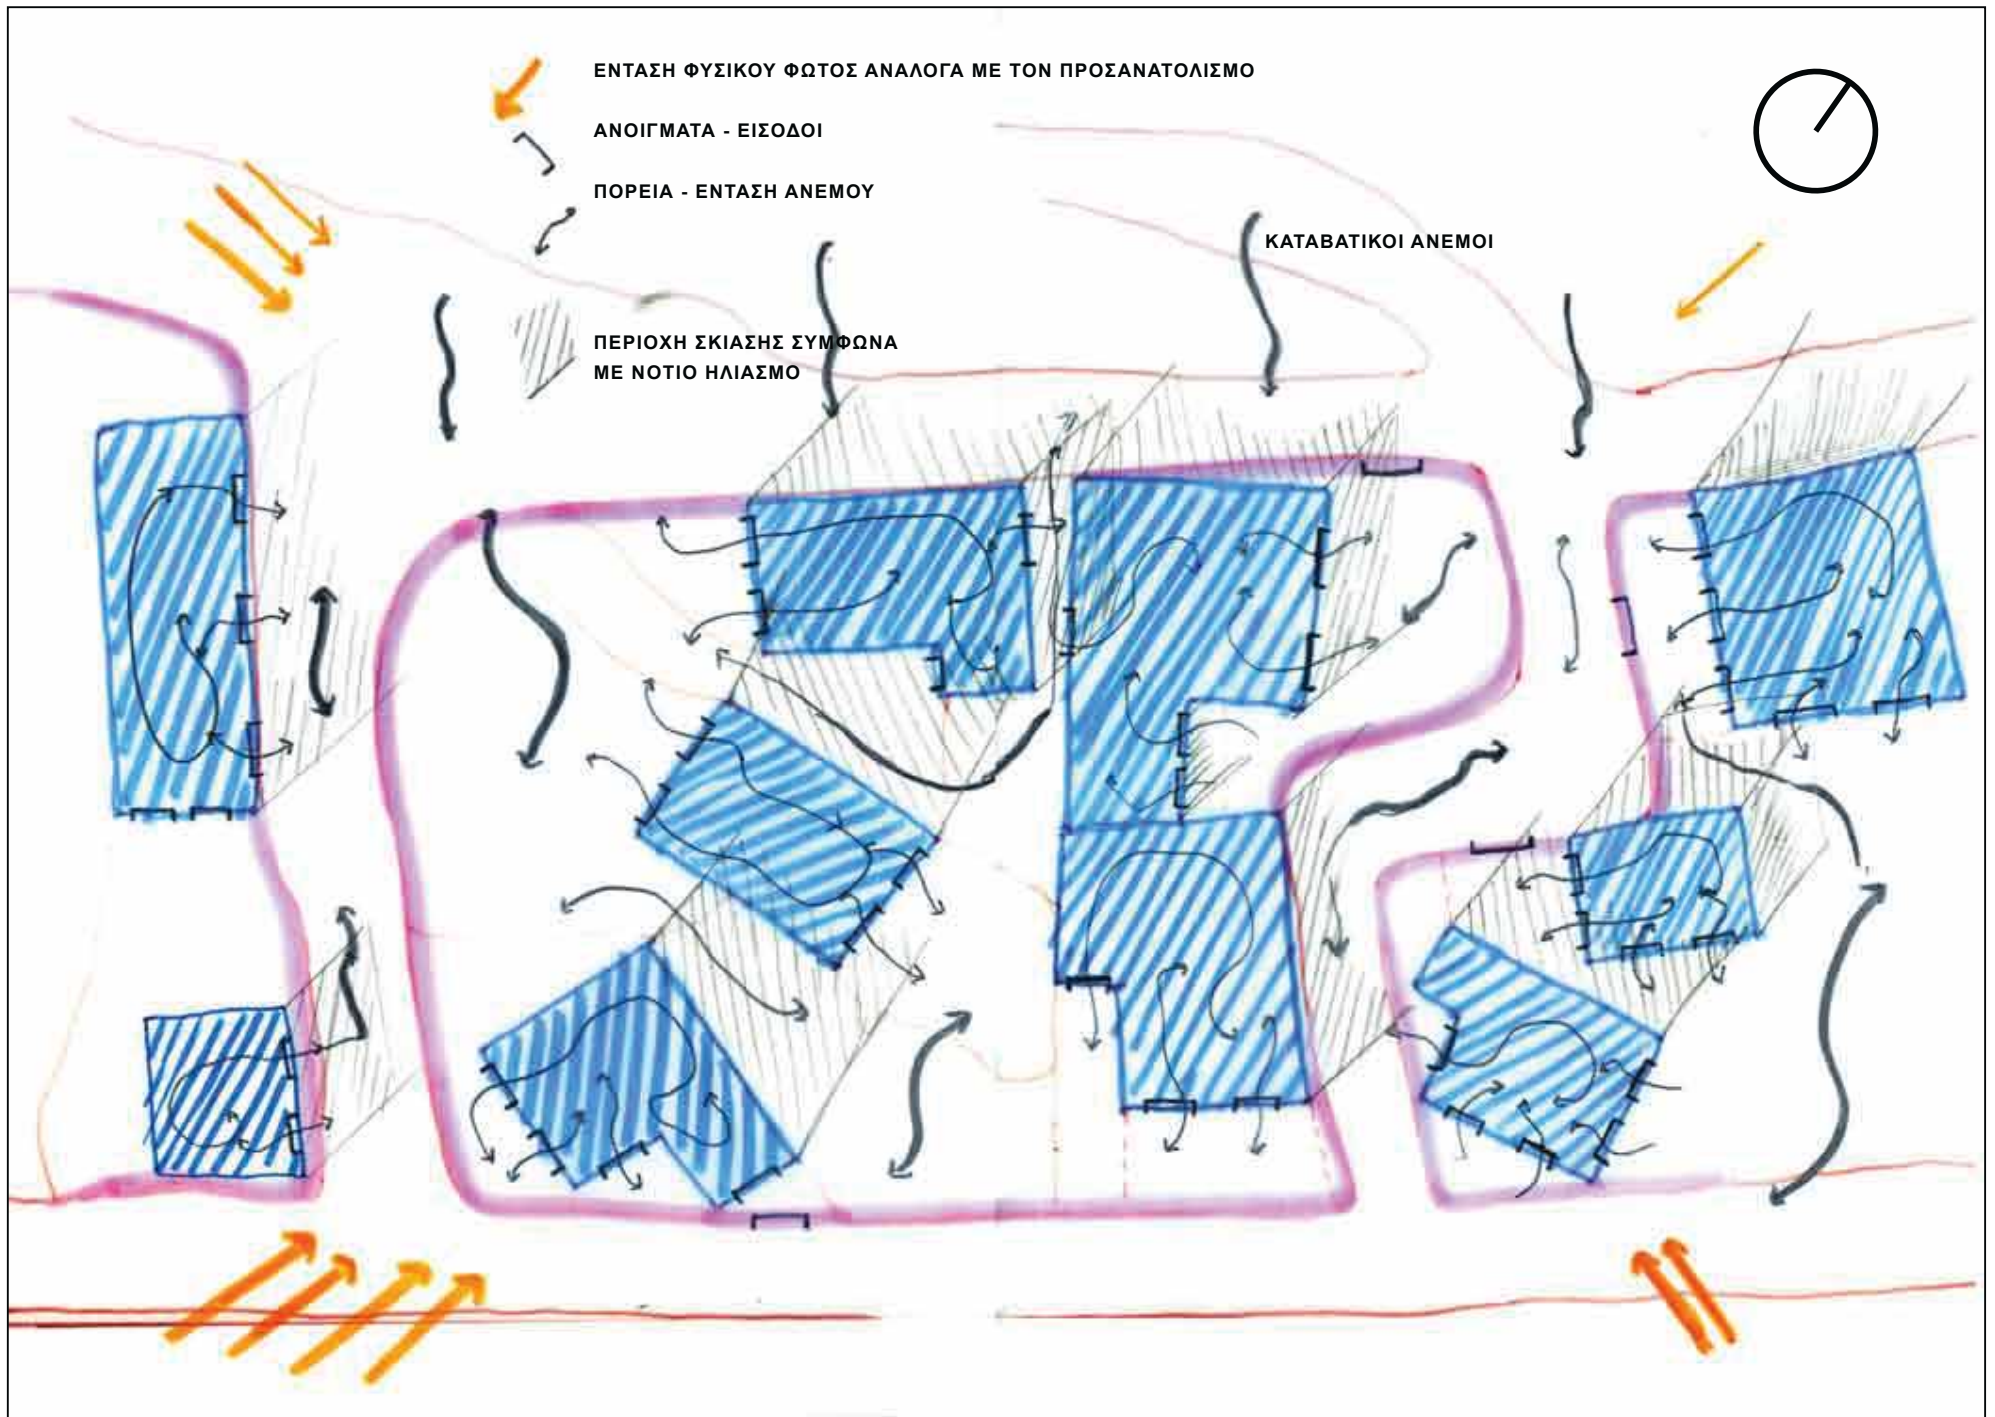 ΕΝΤΑΣΗ ΦΥΣΙΚΟΥ ΦΩΤΟΣ ΑΝΑΛΟΓΑ ΜΕ ΤΟΝ ΠΡΟΣΑΝΑΤΟΛΙΣΜΟ
ΑΝΟΙΓΜΑΤΑ - ΕΙΣΟΔΟΙ
ΠΟΡΕΙΑ - ΕΝΤΑΣΗ ΑΝΕΜΟΥ
ΚΑΤΑΒΑΤΙΚΟΙ ΑΝΕΜΟΙ
ΠΕΡΙΟΧΗ ΣΚΙΑΣΗΣ ΣΥΜΦΩΝΑ
ΜΕ ΝΟΤΙΟ ΗΛΙΑΣΜΟ